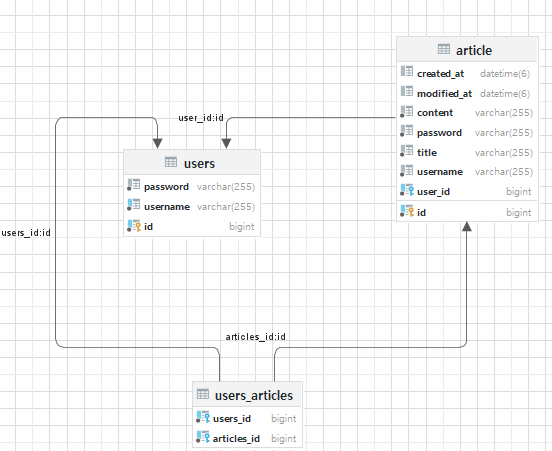 article
created_at datetime(6)
modified_at datetime(6)
content varchar(255)
password varchar(255)
title varchar(255)
username varchar(255)
user_id bigint
id bigint
user_id:id
users
password varchar(255)
username varchar(255)
id bigint
users_id:id
articles_id:id
users_articles
users_id bigint
articles_id bigint